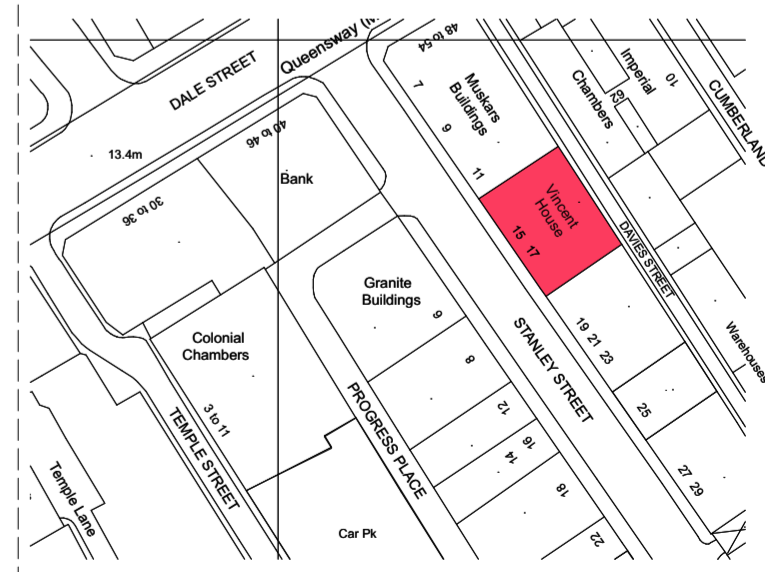 DALE STREET
Queensway (M
48 to 54
Muskars
Buildings
7
9
11
Imperial
Chambers
10
CUMBERLAND
13.4m
40 to 46
Bank
30 to 36
Vincent
House
15
17
DAVIES STREET
Granite
Buildings
6
Colonial
Chambers
8
STANLEY STREET
19
21
23
Warehouses
3 to 11
TEMPLE STREET
PROGRESS PLACE
12
25
16
14
Temple Lane
18
27
29
Car Pk
22